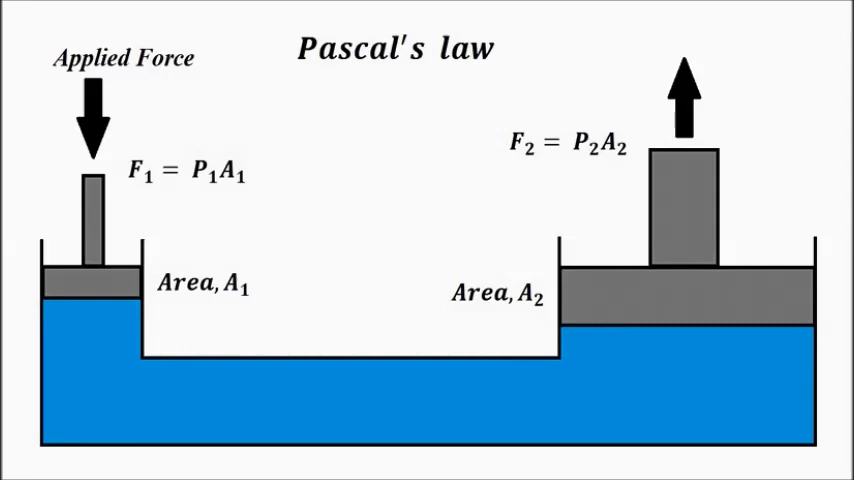 Pascal's law
Applied Force
F₁ = P₁A₁
F₂ = P₂A₂
Area, A₁
Area, A₂